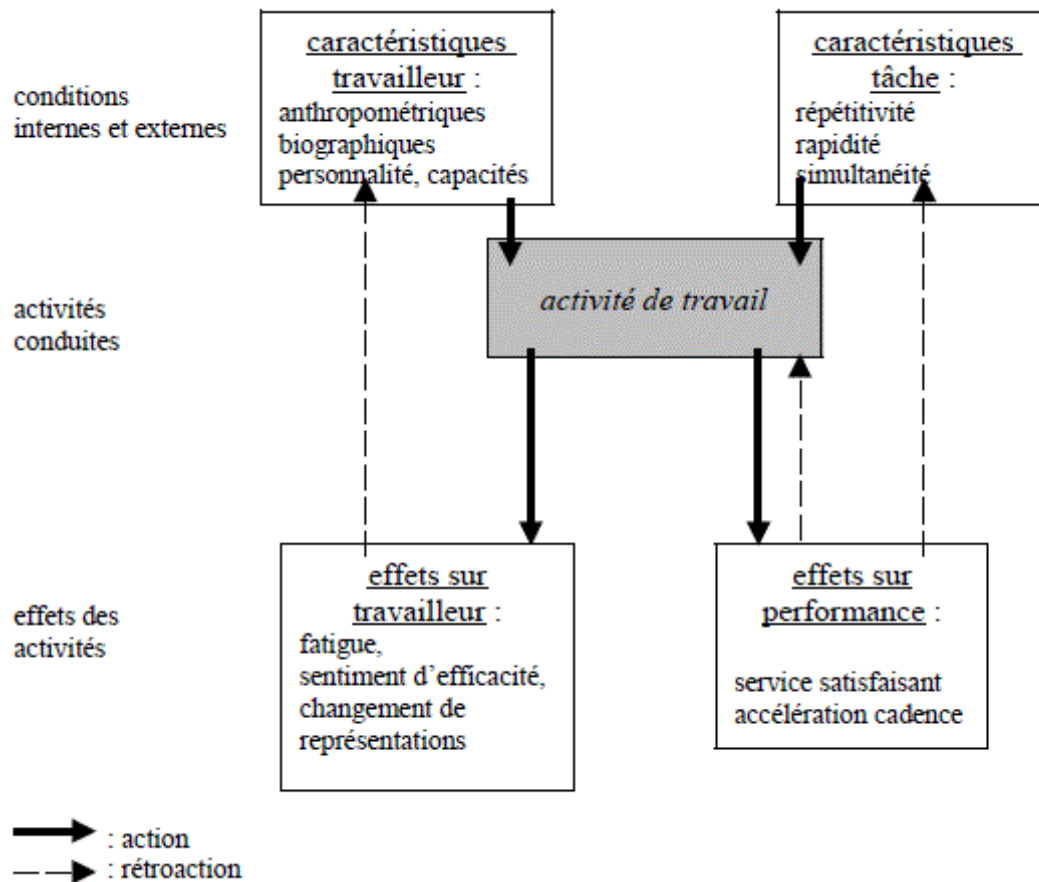 caractéristiques
travailleur :
anthropométriques
biographiques
personnalité, capacités
caractéristiques
tâche :
répétitivité
rapidité
simultanéité
conditions
internes et externes
activité de travail
activités
conduites
effets sur
travailleur :
fatigue,
sentiment d'efficacité,
changement de
représentations
effets sur
performance :
service satisfaisant
accélération cadence
effets des
activités
: action
: rétroaction